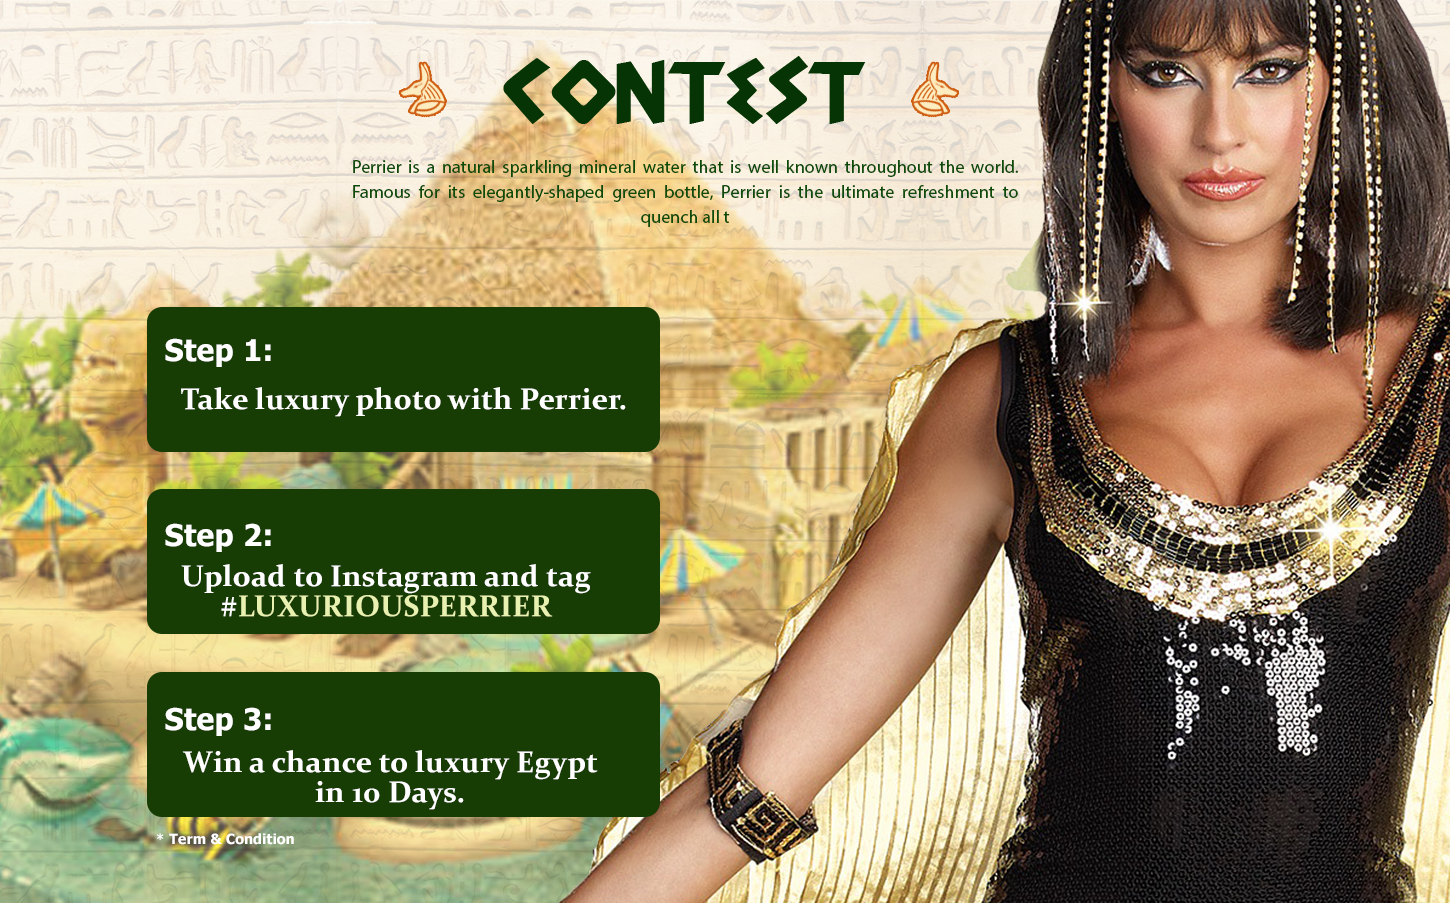 CONTEST
Perrier is a natural sparkling mineral water that is well known throughout the world.
Famous for its elegantly-shaped green bottle, Perrier is the ultimate refreshment to
quench all t
Step 1:
Take luxury photo with Perrier.
Step 2:
Upload to Instagram and tag
#LUXURIOUSPERRIER
Step 3:
Win a chance to luxury Egypt
in 10 Days.
* Term & Condition